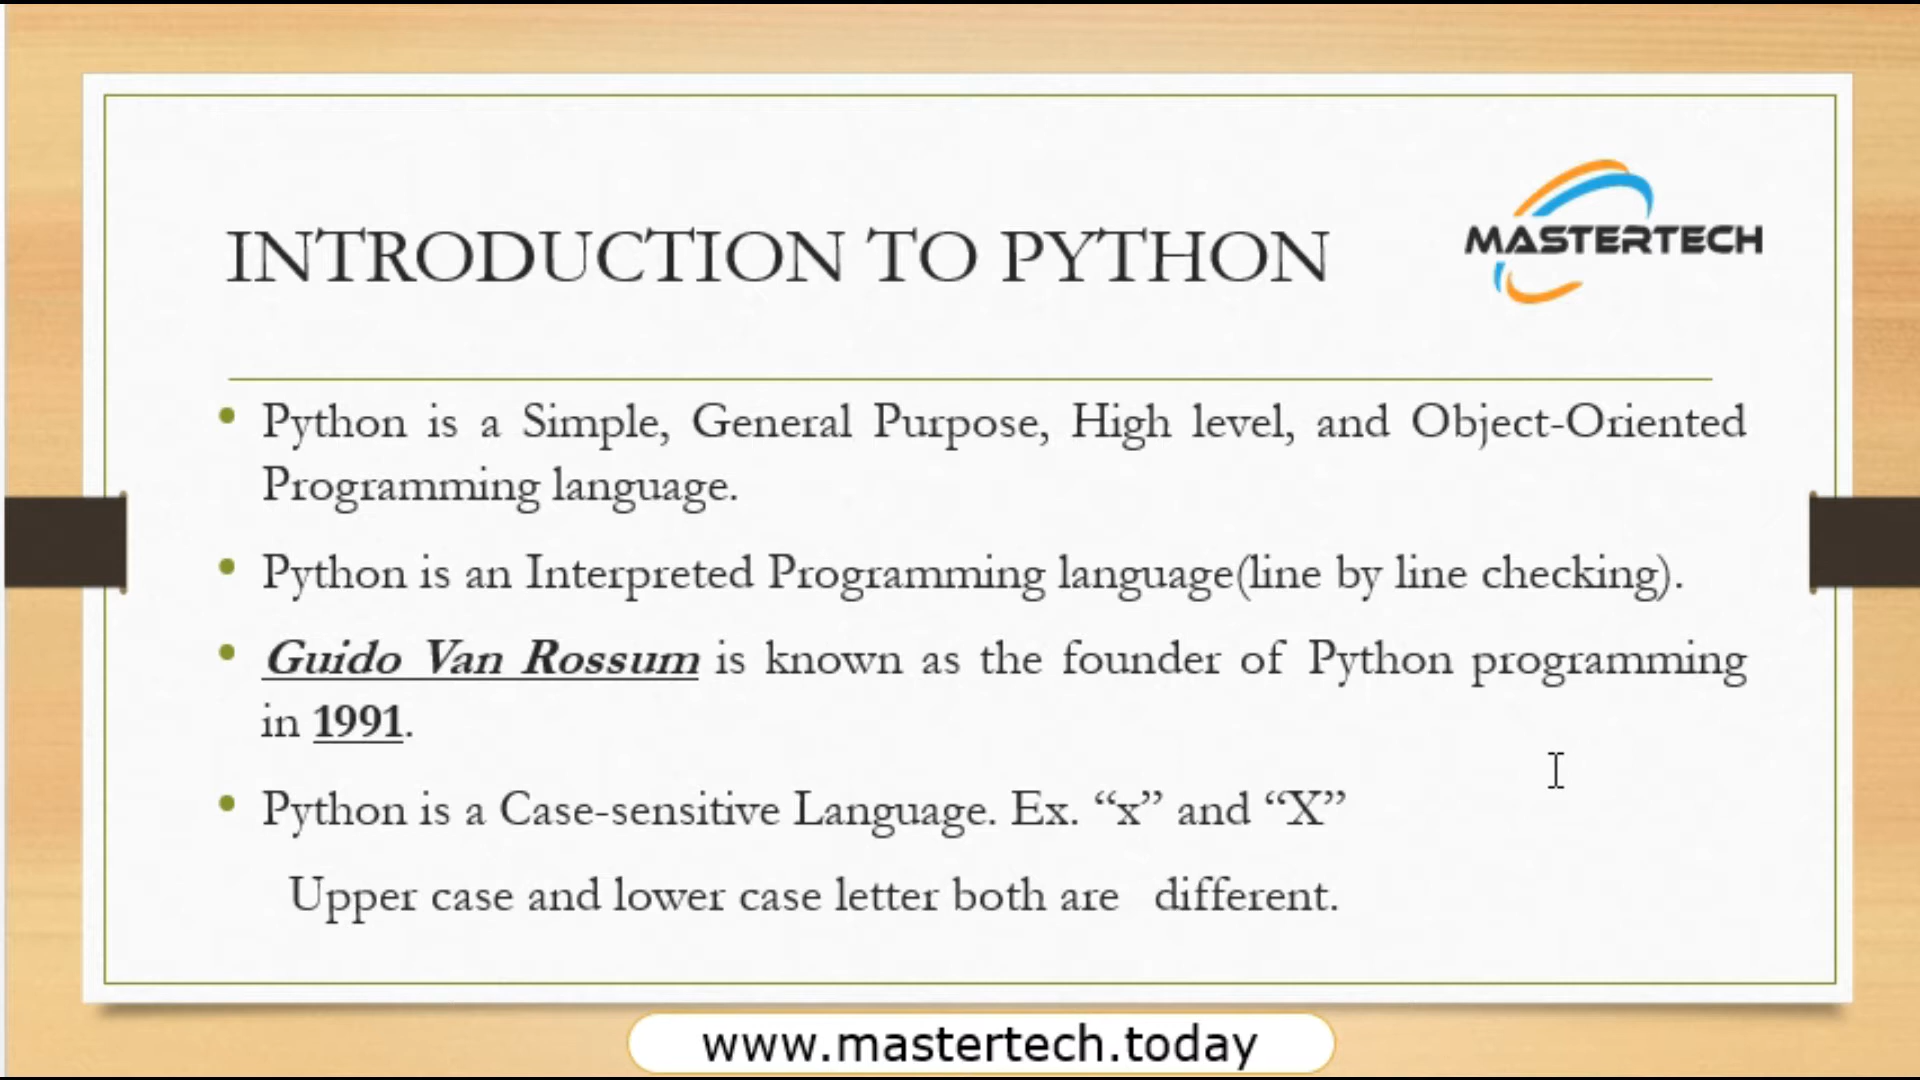 INTRODUCTION TO PYTHON
MASTERTECH
• Python is a Simple, General Purpose, High level, and Object-Oriented
Programming language.
• Python is an Interpreted Programming language(line by line checking).
• Guido Van Rossum is known as the founder of Python programming
in 1991.
• Python is a Case-sensitive Language. Ex. “x” and “X”
Upper case and lower case letter both are different.
www.mastertech.today